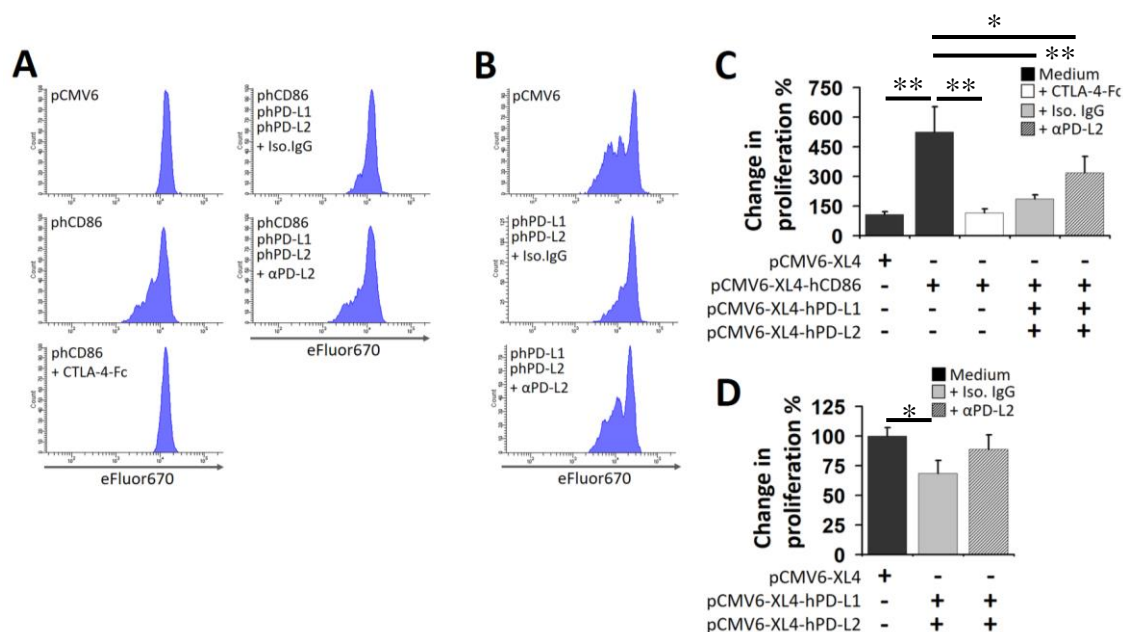 A
pCMV6
phCD86
phPD-L1
phPD-L2
+ Iso.IgG
phCD86
phCD86
phPD-L1
phPD-L2
+ αPD-L2
phCD86
+ CTLA-4-Fc
eFluor670
eFluor670
Count
B
pCMV6
phPD-L1
phPD-L2
+ Iso.IgG
phPD-L1
phPD-L2
+ αPD-L2
eFluor670
Count
C
*
**
** **
Medium
+ CTLA-4-Fc
+ Iso. IgG
+ αPD-L2
Change in
proliferation %
750
600
450
300
150
0
pCMV6-XL4 + - - - -
pCMV6-XL4-hCD86 - + + + +
pCMV6-XL4-hPD-L1 - - - + +
pCMV6-XL4-hPD-L2 - - - + +
D
*
Medium
+ Iso. IgG
+ αPD-L2
Change in
proliferation %
125
100
75
50
25
0
pCMV6-XL4 + - -
pCMV6-XL4-hPD-L1 - + +
pCMV6-XL4-hPD-L2 - + +